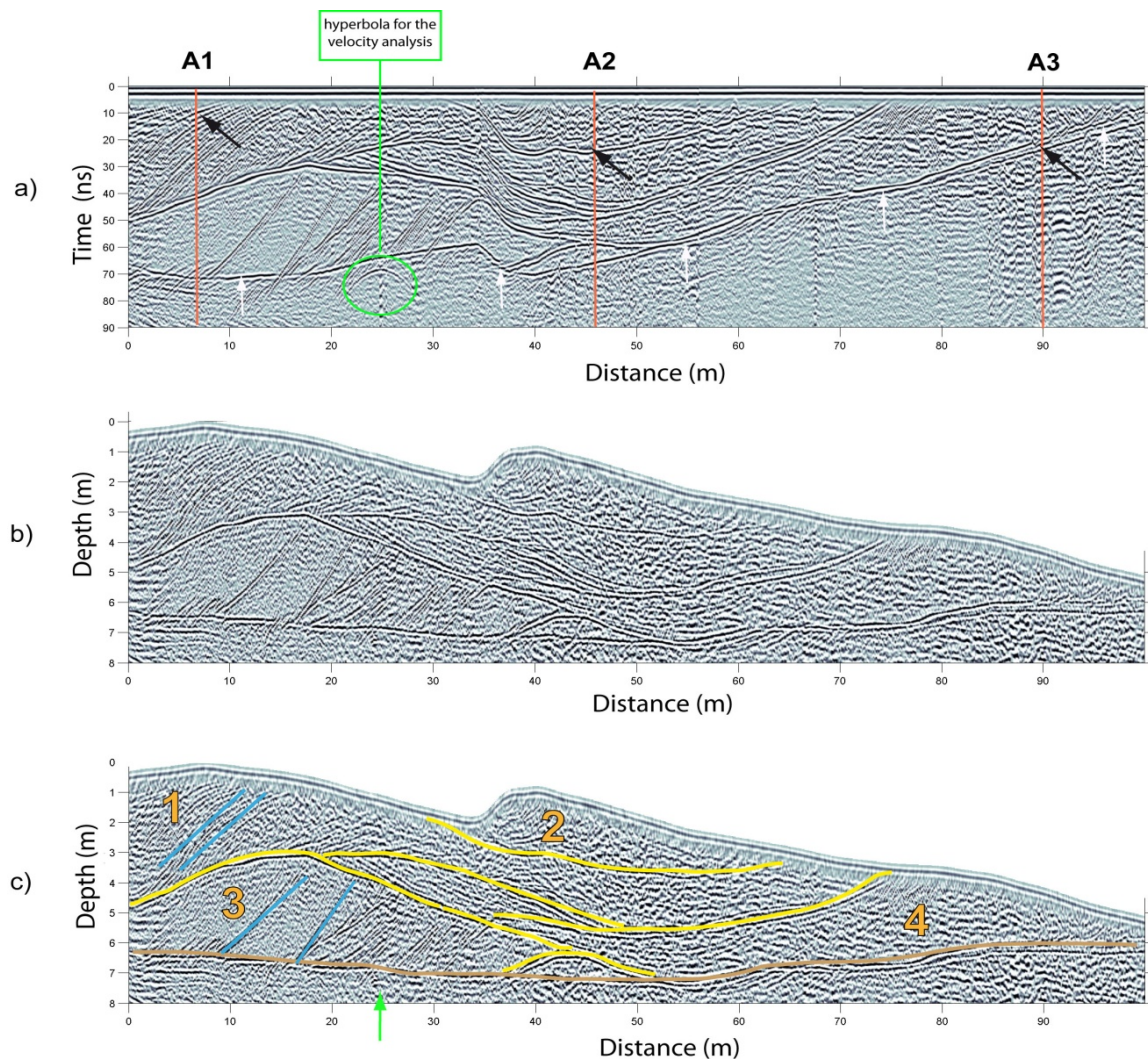 hyperbola for the
velocity analysis
A1
A2
A3
a)
Time (ns)
0
10
20
30
40
50
60
70
80
90
0 10 20 30 40 50 60 70 80 90
Distance (m)
b)
Depth (m)
0
1
2
3
4
5
6
7
8
0 10 20 30 40 50 60 70 80 90
Distance (m)
c)
Depth (m)
0
1
2
3
4
5
6
7
8
1
2
3
4
0 10 20 30 40 50 60 70 80 90
Distance (m)